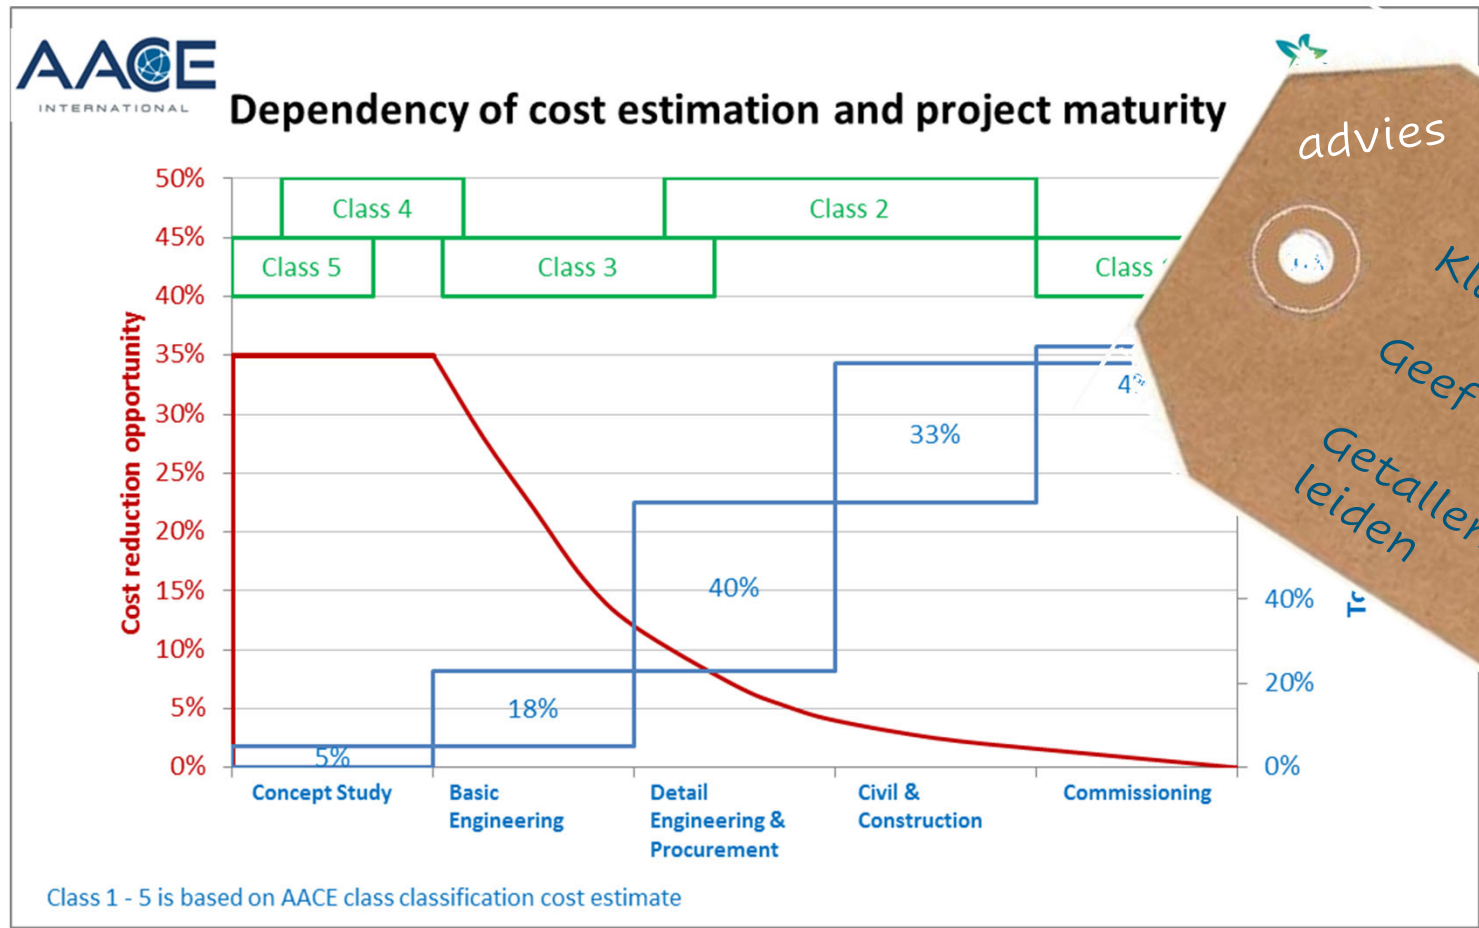 AACE
INTERNATIONAL
Dependency of cost estimation and project maturity
advies
50%
45%
40%
35%
30%
25%
20%
15%
10%
5%
0%
Cost reduction opportunity
Class 4
Class 2
Class 5
Class 3
Class
5%
18%
40%
33%
4%
40%
20%
0%
Geef
Getallen
leiden
Concept Study
Basic
Engineering
Detail
Engineering &
Procurement
Civil &
Construction
Commissioning
Class 1 - 5 is based on AACE class classification cost estimate